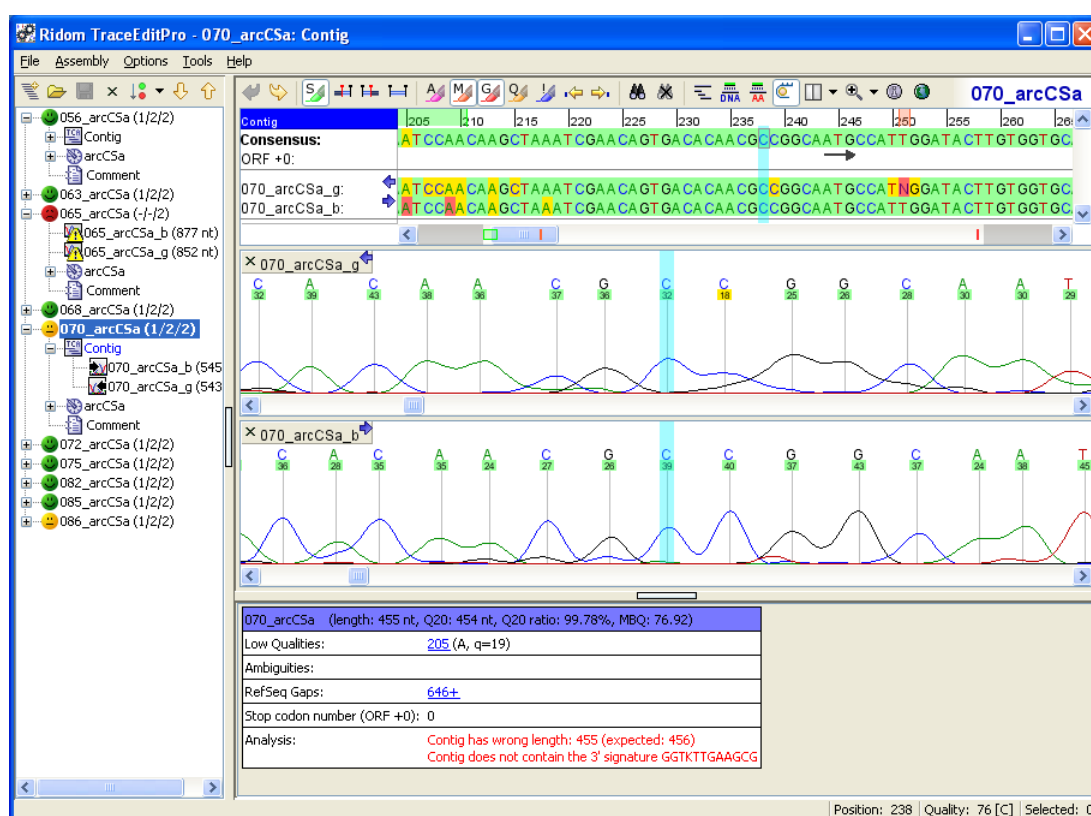 Ridom TraceEditPro - 070_arcCSa: Contig
File Assembly Options Tools Help
070_arcCSa
056_arcCSa (1/2/2)
Contig
arcCSa
Comment
063_arcCSa (1/2/2)
065_arcCSa (-/-/2)
065_arcCSa_b (877 nt)
065_arcCSa_g (852 nt)
arcCSa
Comment
068_arcCSa (1/2/2)
070_arcCSa (1/2/2)
Contig
070_arcCSa_b (545
070_arcCSa_g (543
arcCSa
Comment
072_arcCSa (1/2/2)
075_arcCSa (1/2/2)
082_arcCSa (1/2/2)
085_arcCSa (1/2/2)
086_arcCSa (1/2/2)
Contig 205 210 215 220 225 230 235 240 245 250 255 260 26
Consensus: ATCCAACAAGCTAAATCGAACAGTGACACAACGCCGGCAATGCCATTGGATACTTGTGGTGC
ORF +0:
070_arcCSa_g: ATCCAACAAGCTAAATCGAACAGTGACACAACGCCGGCAATGCCATNGGATACTTGTGGTGC
070_arcCSa_b: ATCCAACAAGCTAAATCGAACAGTGACACAACGCCGGCAATGCCATTGGATACTTGTGGTGC
070_arcCSa_g
C A C A A C G C C G G C A A T
32 39 43 38 36 37 36 32 18 25 26 28 30 30 29
070_arcCSa_b
C A C A A C G C C G G C A A T
36 28 35 35 24 27 26 39 40 37 43 37 24 38 45
070_arcCSa (length: 455 nt, Q20: 454 nt, Q20 ratio: 99.78%, MBQ: 76.92)
Low Qualities: 205 (A, q=19)
Ambiguities:
RefSeq Gaps: 646+
Stop codon number (ORF +0): 0
Analysis: Contig has wrong length: 455 (expected: 456)
Contig does not contain the 3' signature GGTKTTGAAGCG
Position: 238 Quality: 76 [C] Selected: 0